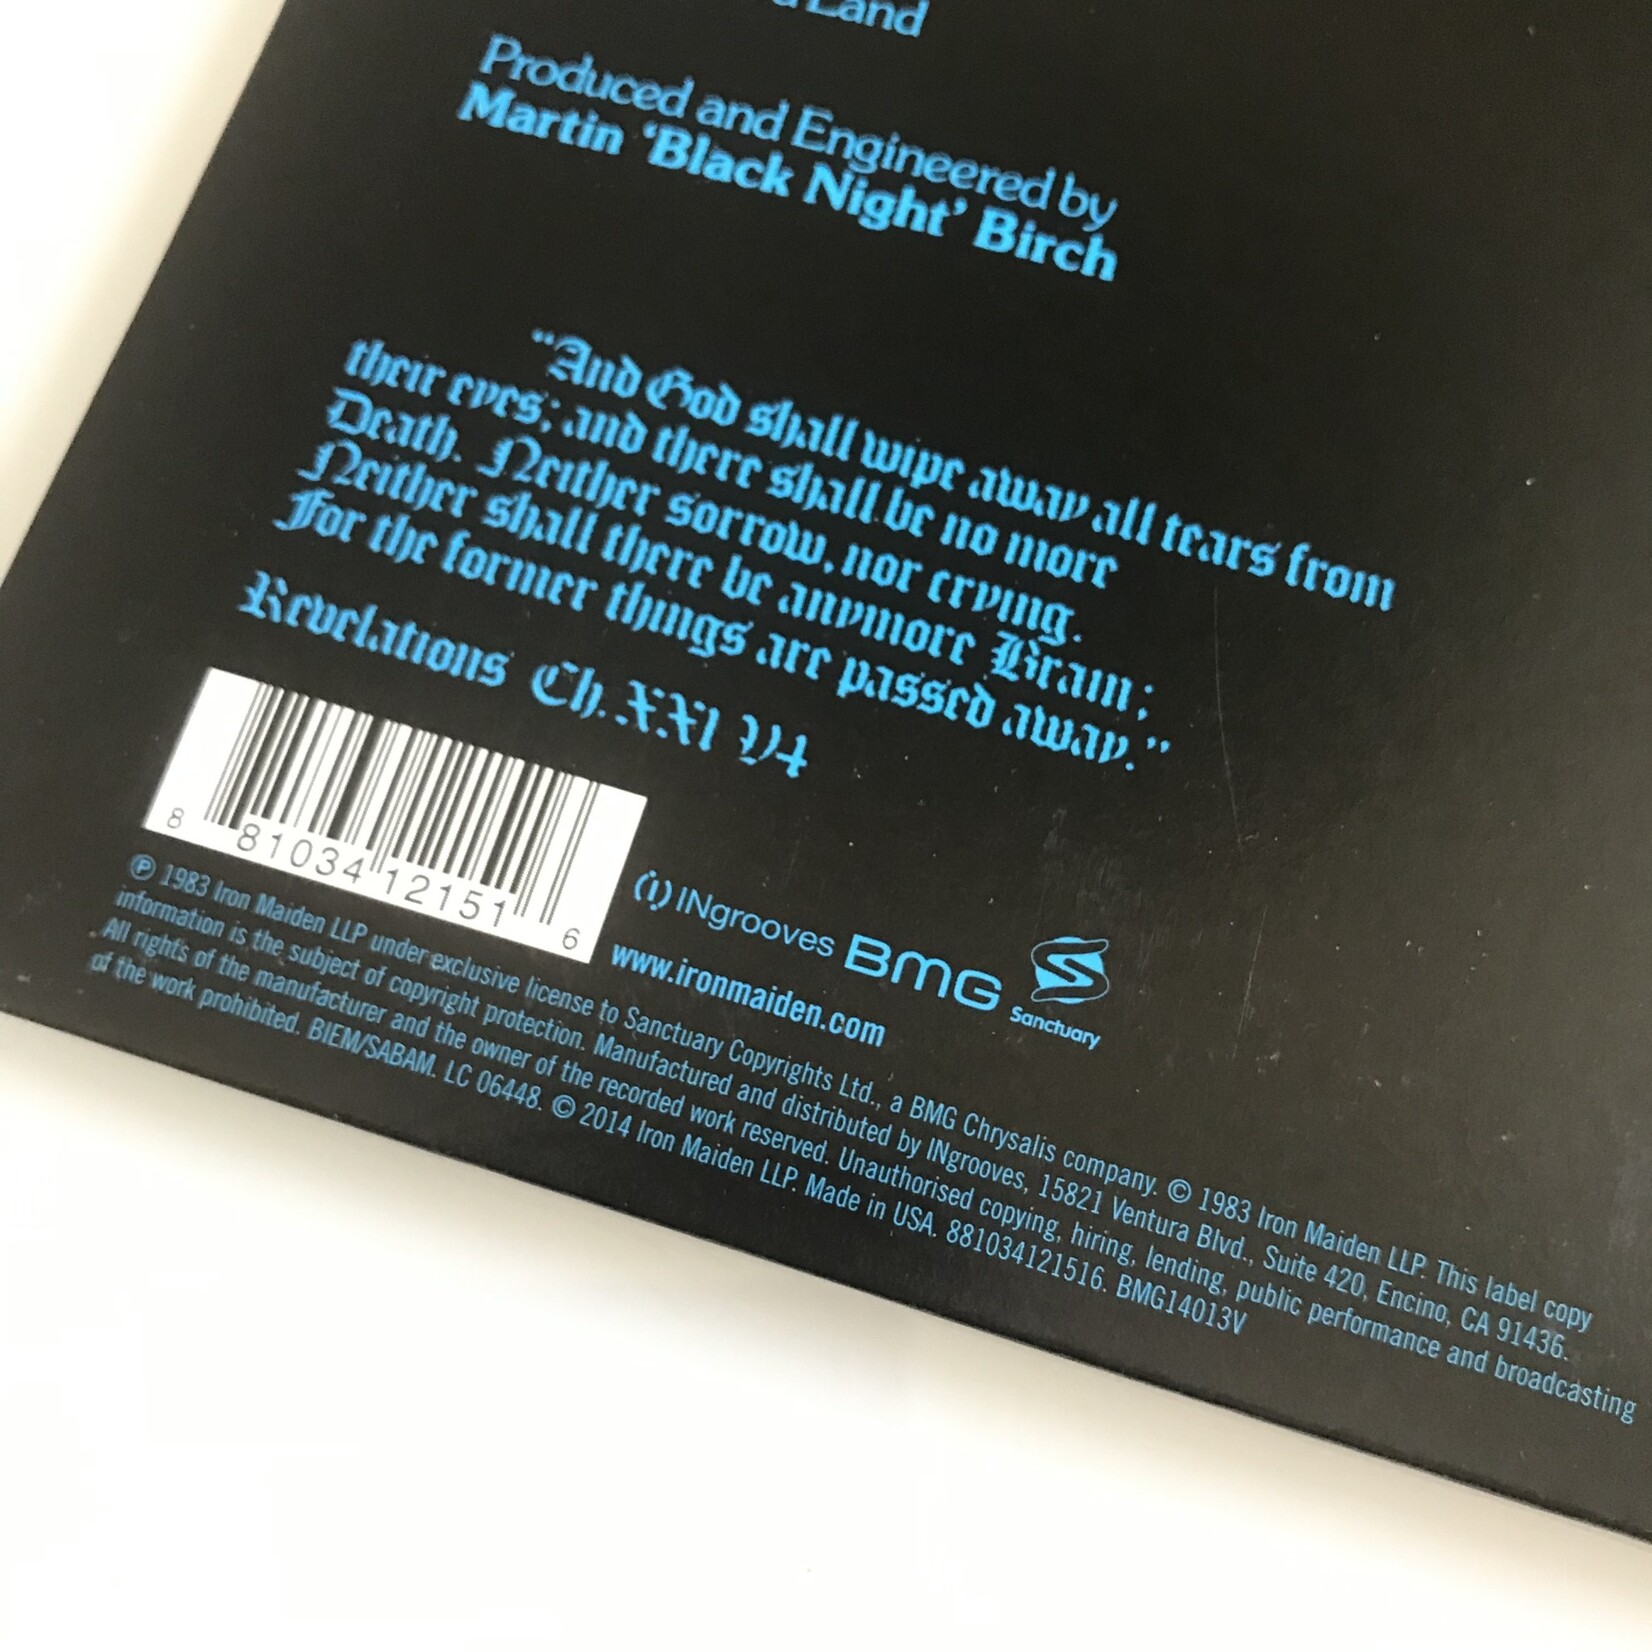 Land
Produced and Engineered by
Martin ‘Black Night’ Birch
“And God shall wipe away all tears from
their eyes; and there shall be no more
Death. Neither sorrow, nor crying.
Neither shall there be anymore Brain;
For the former things are passed away.”
Revelations Ch. XXI V4
8 81034 12151 6
(i) INgrooves BMG Sanctuary
www.ironmaiden.com
℗ 1983 Iron Maiden LLP under exclusive license to Sanctuary Copyrights Ltd., a BMG Chrysalis company. © 1983 Iron Maiden LLP. This label copy
information is the subject of copyright protection. Manufactured and distributed by INgrooves, 15821 Ventura Blvd., Suite 420, Encino, CA 91436.
All rights of the manufacturer and the owner of the recorded work reserved. Unauthorised copying, hiring, lending, public performance and broadcasting
of the work prohibited. BIEM/SABAM. LC 06448. © 2014 Iron Maiden LLP. Made in USA. 881034121516. BMG14013V